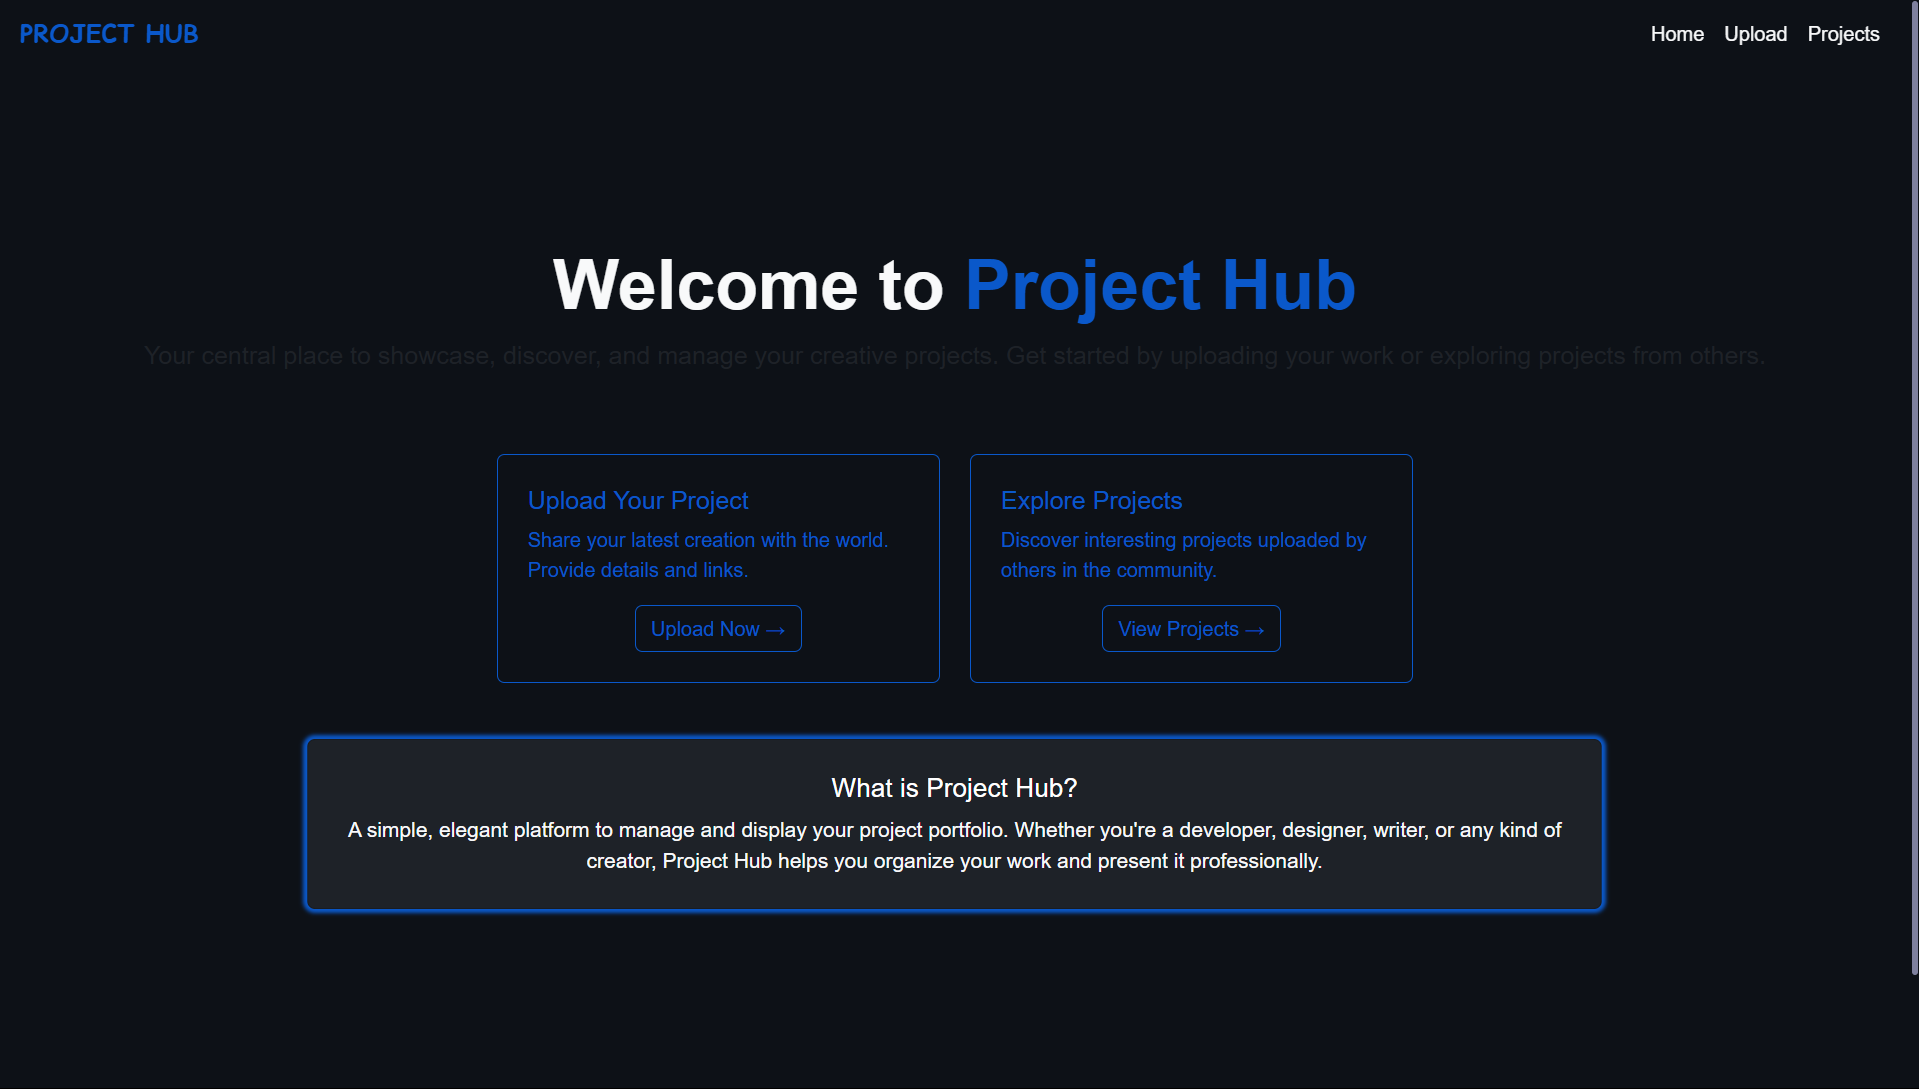 PROJECT HUB
Home Upload Projects
Welcome to Project Hub
Your central place to showcase, discover, and manage your creative projects. Get started by uploading your work or exploring projects from others.
Upload Your Project
Share your latest creation with the world.
Provide details and links.
Upload Now →
Explore Projects
Discover interesting projects uploaded by
others in the community.
View Projects →
What is Project Hub?
A simple, elegant platform to manage and display your project portfolio. Whether you're a developer, designer, writer, or any kind of
creator, Project Hub helps you organize your work and present it professionally.